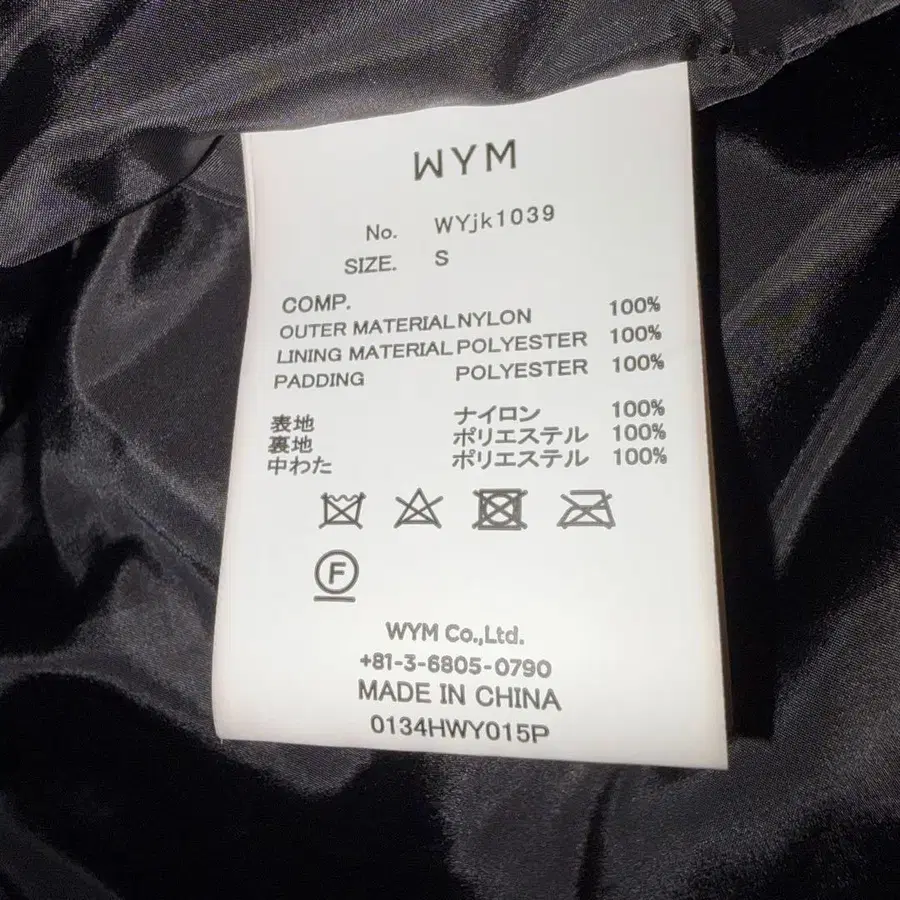 WYM
No. WYjk1039
SIZE. S
COMP.
OUTER MATERIAL NYLON 100%
LINING MATERIAL POLYESTER 100%
PADDING POLYESTER 100%
表地 ナイロン 100%
裏地 ポリエステル 100%
中わた ポリエステル 100%
F
WYM Co.,Ltd.
+81-3-6805-0790
MADE IN CHINA
0134HWY015P